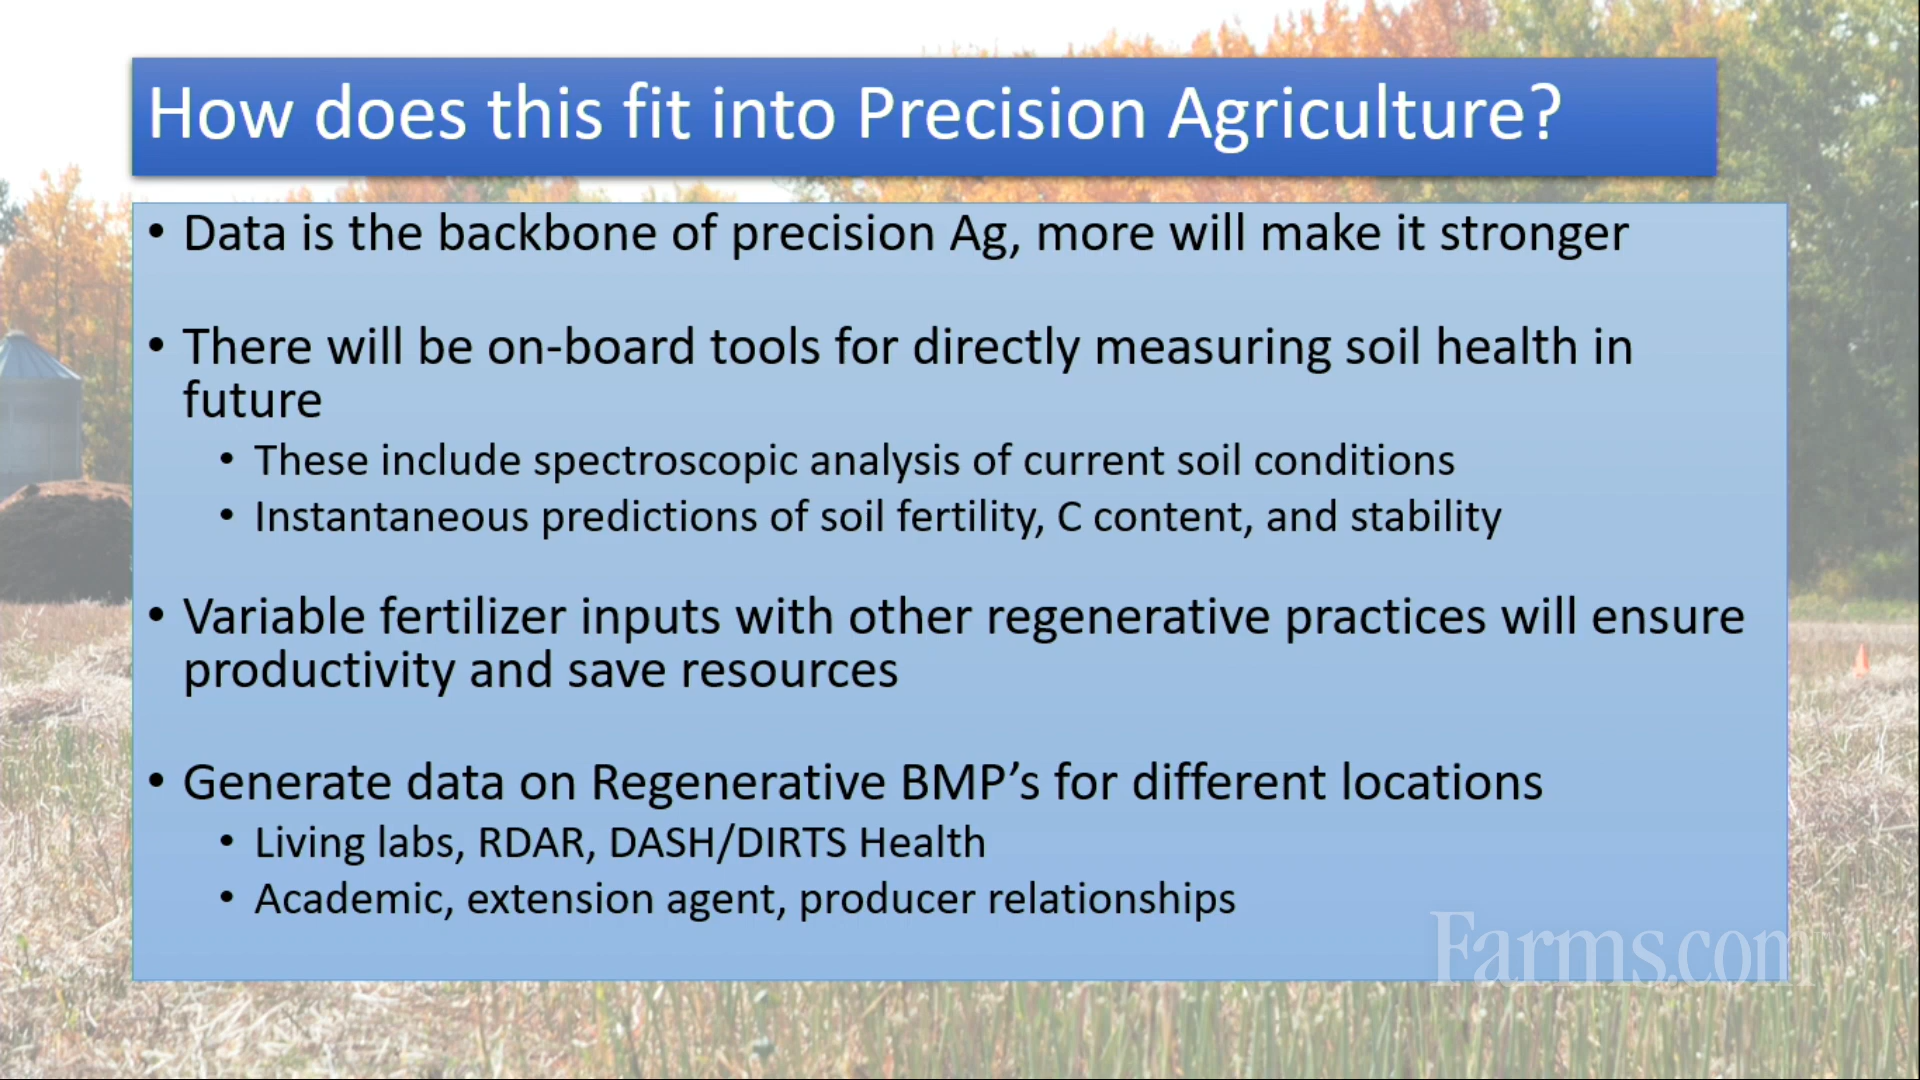 How does this fit into Precision Agriculture?
• Data is the backbone of precision Ag, more will make it stronger
• There will be on-board tools for directly measuring soil health in
future
• These include spectroscopic analysis of current soil conditions
• Instantaneous predictions of soil fertility, C content, and stability
• Variable fertilizer inputs with other regenerative practices will ensure
productivity and save resources
• Generate data on Regenerative BMP's for different locations
• Living labs, RDAR, DASH/DIRTS Health
• Academic, extension agent, producer relationships
Farms.com